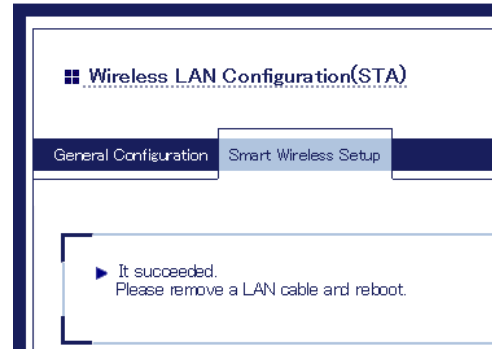 Wireless LAN Configuration(STA)
General Configuration Smart Wireless Setup
It succeeded.
Please remove a LAN cable and reboot.